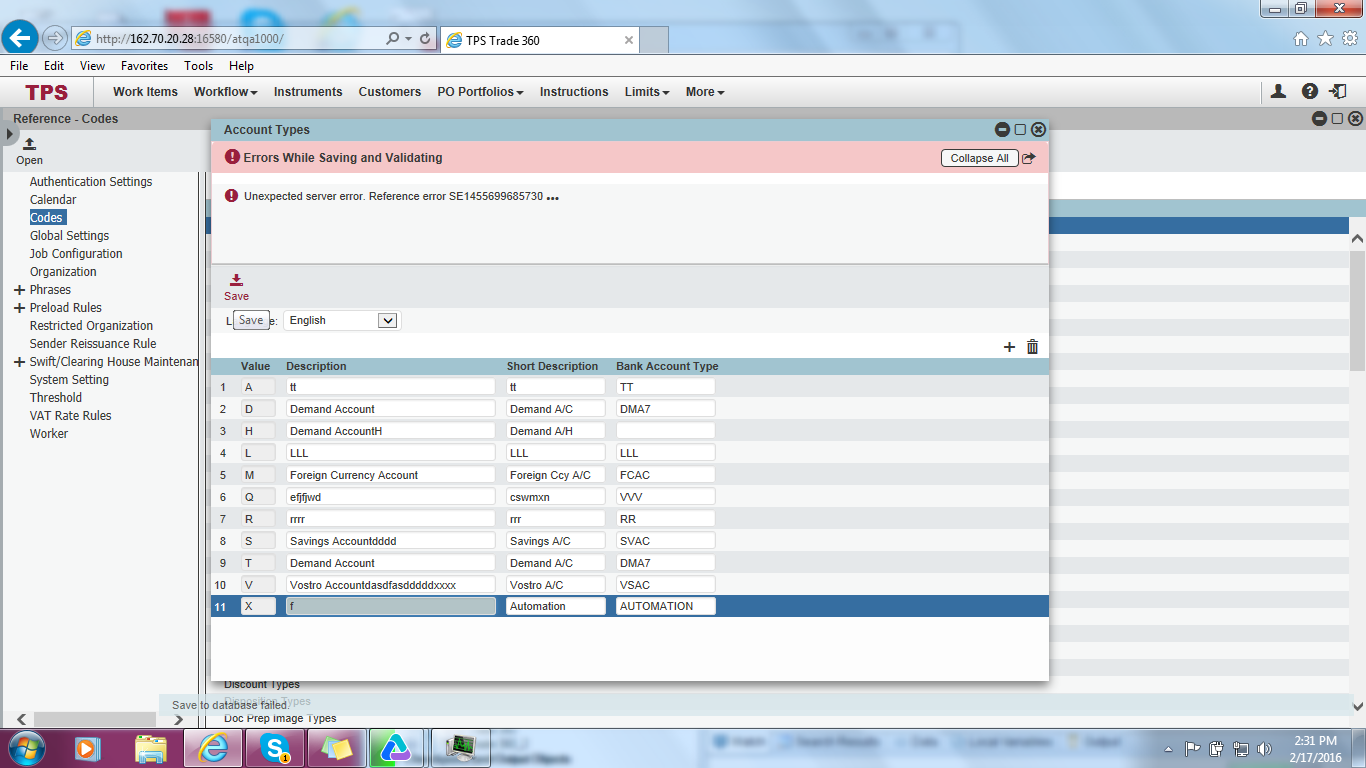 http://162.70.20.28:16580/atqa1000/
TPS Trade 360
File Edit View Favorites Tools Help
TPS Work Items Workflow Instruments Customers PO Portfolios Instructions Limits More
Reference - Codes
Open
Authentication Settings
Calendar
Codes
Global Settings
Job Configuration
Organization
Phrases
Preload Rules
Restricted Organization
Sender Reissuance Rule
Swift/Clearing House Maintenan
System Setting
Threshold
VAT Rate Rules
Worker
Account Types
Errors While Saving and Validating Collapse All
Unexpected server error. Reference error SE1455699685730 ...
Save
Save English
Value Description Short Description Bank Account Type
1 A tt tt TT
2 D Demand Account Demand A/C DMA7
3 H Demand AccountH Demand A/H
4 L LLL LLL LLL
5 M Foreign Currency Account Foreign Ccy A/C FCAC
6 Q efjfjwd cswmxn VVV
7 R rrrr rrr RR
8 S Savings Accountdddd Savings A/C SVAC
9 T Demand Account Demand A/C DMA7
10 V Vostro Accountdasdfasdddddxxxx Vostro A/C VSAC
11 X f Automation AUTOMATION
Discount Types
Disposition Types
Save to database failed.
Doc Prep Image Types
2:31 PM
2/17/2016